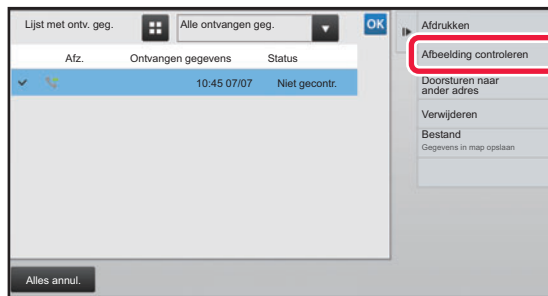 Lijst met ontv. geg.
Alle ontvangen geg.
OK
Afz. Ontvangen gegevens Status
10:45 07/07 Niet gecontr.
Afdrukken
Afbeelding controleren
Doorsturen naar
ander adres
Verwijderen
Bestand
Gegevens in map opslaan
Alles annul.